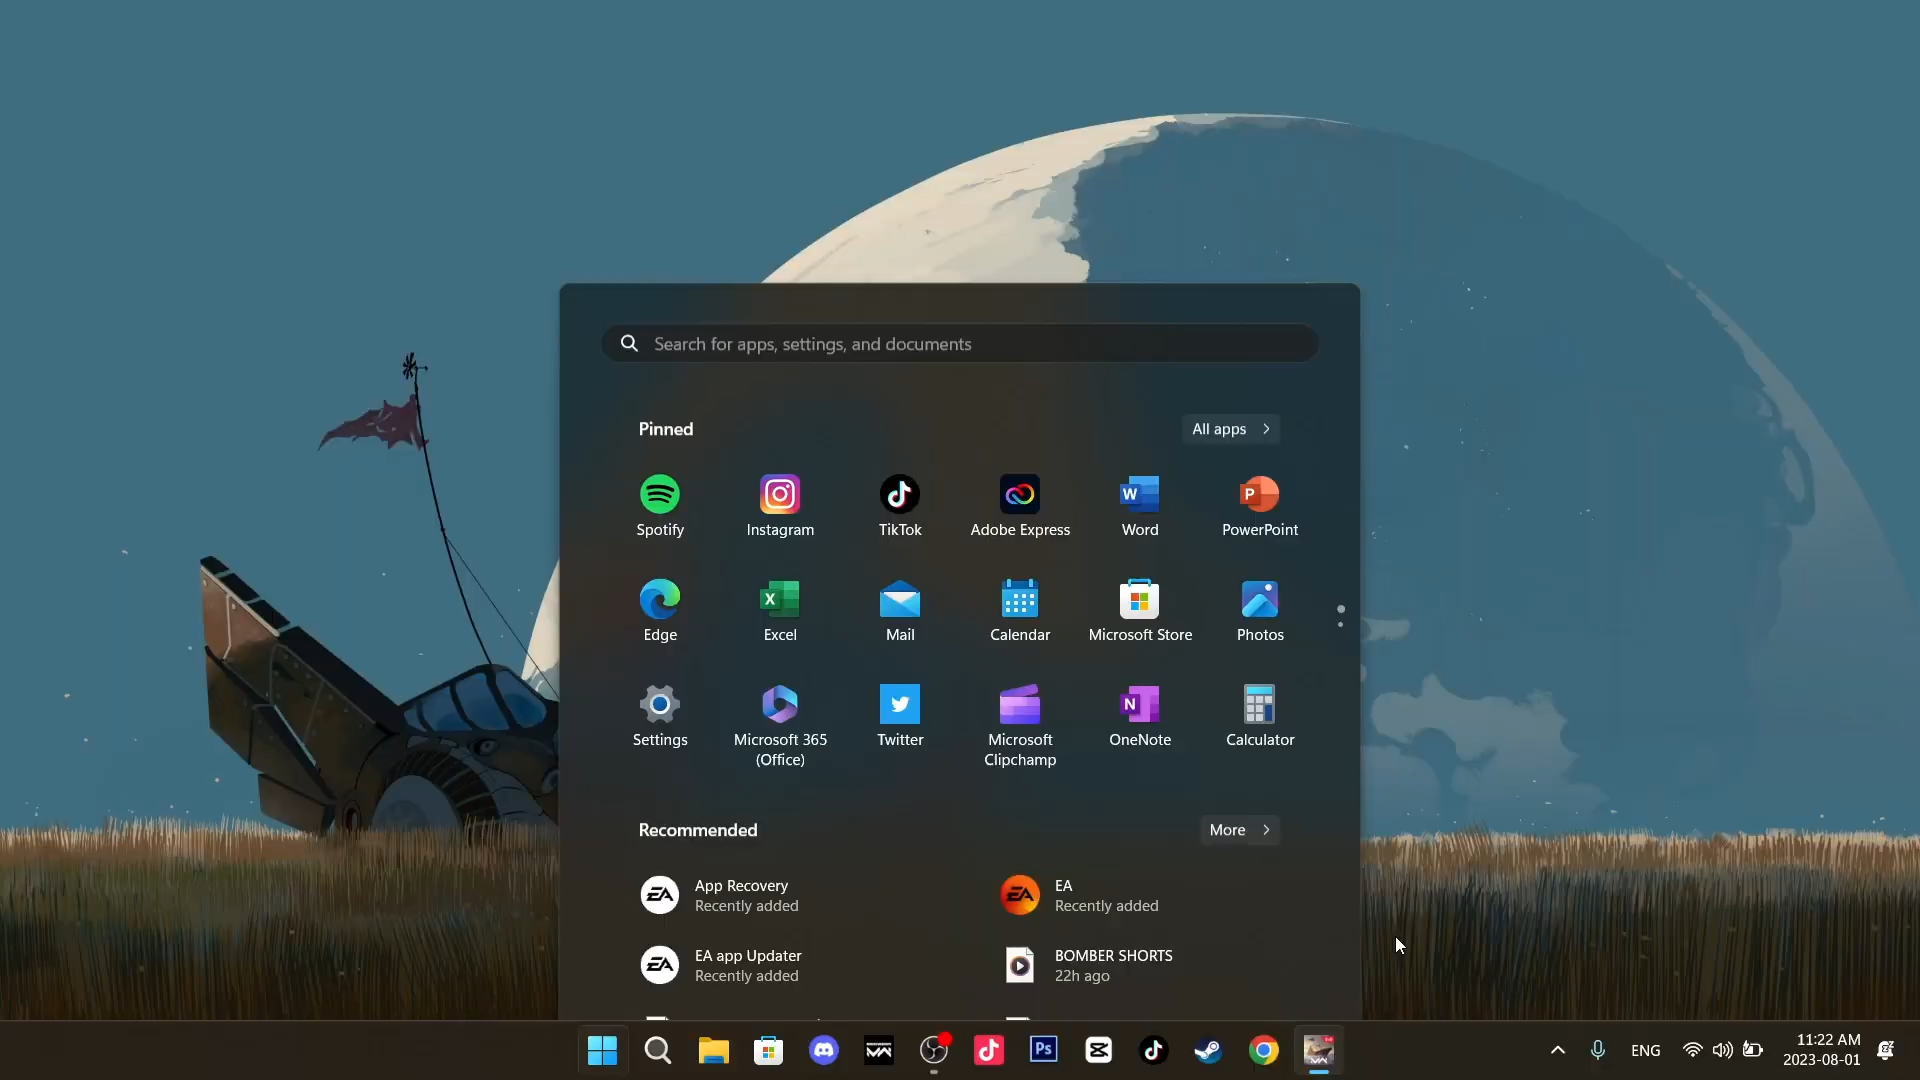 Search for apps, settings, and documents
Pinned
All apps
Spotify
Instagram
TikTok
Adobe Express
Word
PowerPoint
Edge
Excel
Mail
Calendar
Microsoft Store
Photos
Settings
Microsoft 365
(Office)
Twitter
Microsoft
Clipchamp
OneNote
Calculator
Recommended
More
App Recovery
Recently added
EA
Recently added
EA app Updater
Recently added
BOMBER SHORTS
22h ago
ENG
11:22 AM
2023-08-01